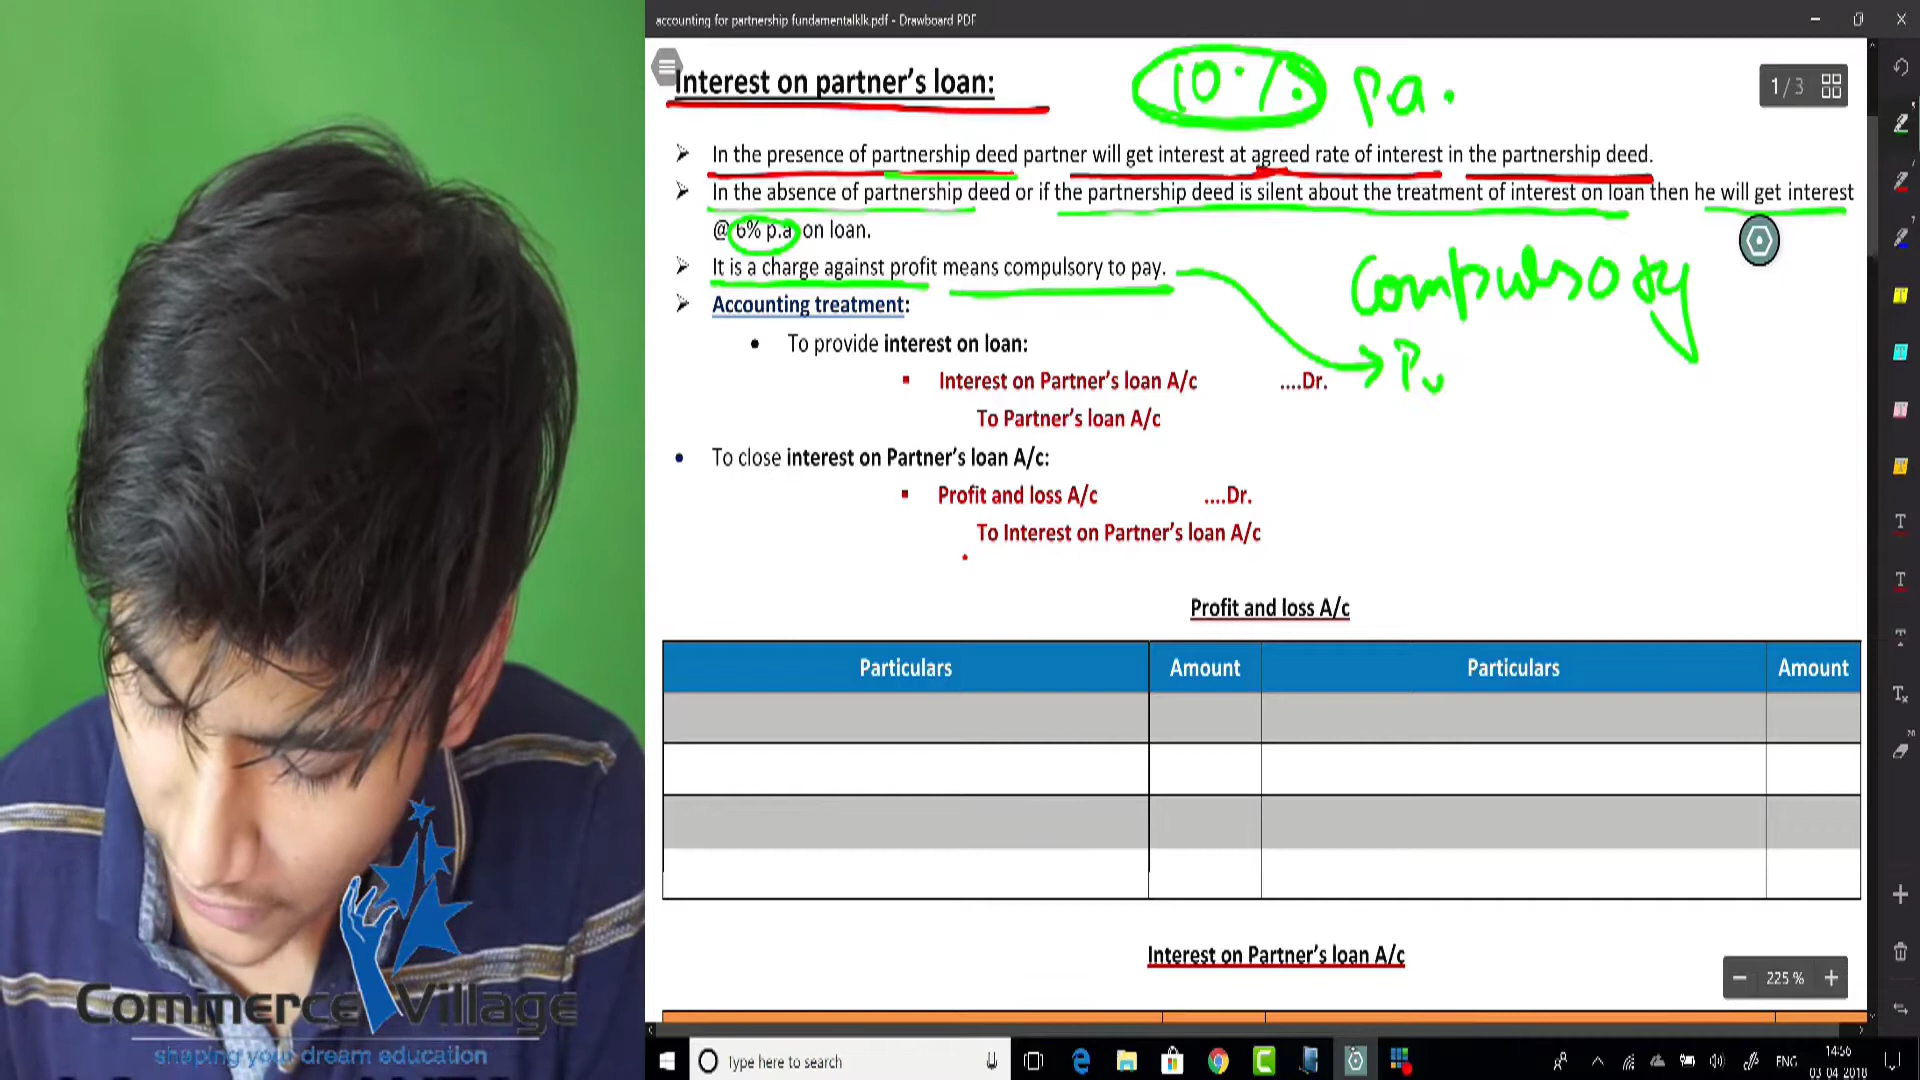 accounting for partnership fundamentalklk.pdf - Drawboard PDF
Interest on partner's loan:
10% p.a.
1 / 3
➢ In the presence of partnership deed partner will get interest at agreed rate of interest in the partnership deed.
➢ In the absence of partnership deed or if the partnership deed is silent about the treatment of interest on loan then he will get interest
@ 6% p.a on loan.
➢ It is a charge against profit means compulsory to pay.
Compulsory
➢ Accounting treatment:
• To provide interest on loan:
▪ Interest on Partner's loan A/c ....Dr.
To Partner's loan A/c
• To close interest on Partner's loan A/c:
▪ Profit and loss A/c ....Dr.
To Interest on Partner's loan A/c
Profit and loss A/c
Particulars Amount Particulars Amount
Interest on Partner's loan A/c
225 %
Commerce Village
shaping your dream education
Type here to search
ENG
14:56
03-04-2018